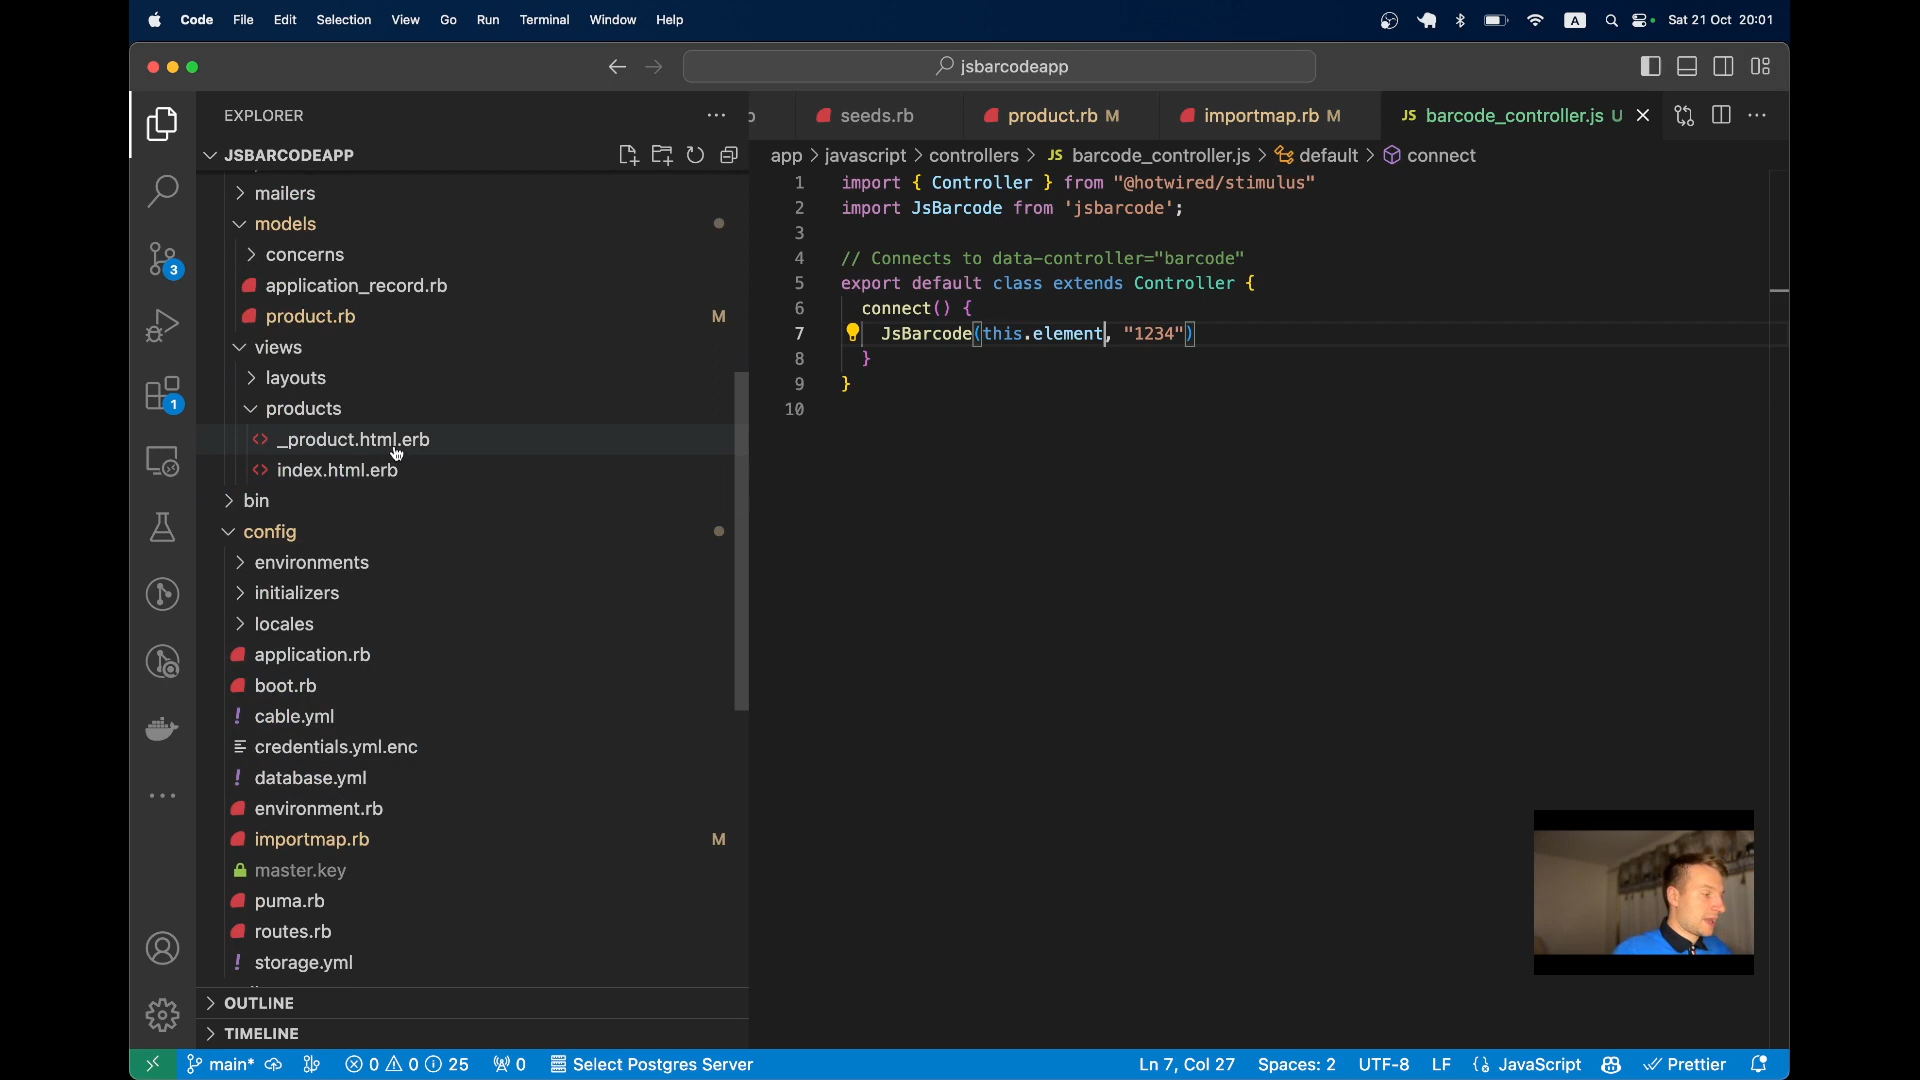 Code File Edit Selection View Go Run Terminal Window Help A Sat 21 Oct 20:01
jsbarcodeapp
EXPLORER
JSBARCODEAPP
mailers
models
concerns
application_record.rb
product.rb M
views
layouts
products
_product.html.erb
index.html.erb
bin
config
environments
initializers
locales
application.rb
boot.rb
! cable.yml
credentials.yml.enc
! database.yml
environment.rb
importmap.rb M
master.key
puma.rb
routes.rb
! storage.yml
OUTLINE
TIMELINE
3
1
seeds.rb product.rb M importmap.rb M JS barcode_controller.js U
app > javascript > controllers > JS barcode_controller.js > default > connect
1 import { Controller } from "@hotwired/stimulus"
2 import JsBarcode from 'jsbarcode';
3
4 // Connects to data-controller="barcode"
5 export default class extends Controller {
6 connect() {
7 JsBarcode(this.element, "1234")
8 }
9 }
10
main* 0 0 25 0 Select Postgres Server Ln 7, Col 27 Spaces: 2 UTF-8 LF {} JavaScript Prettier